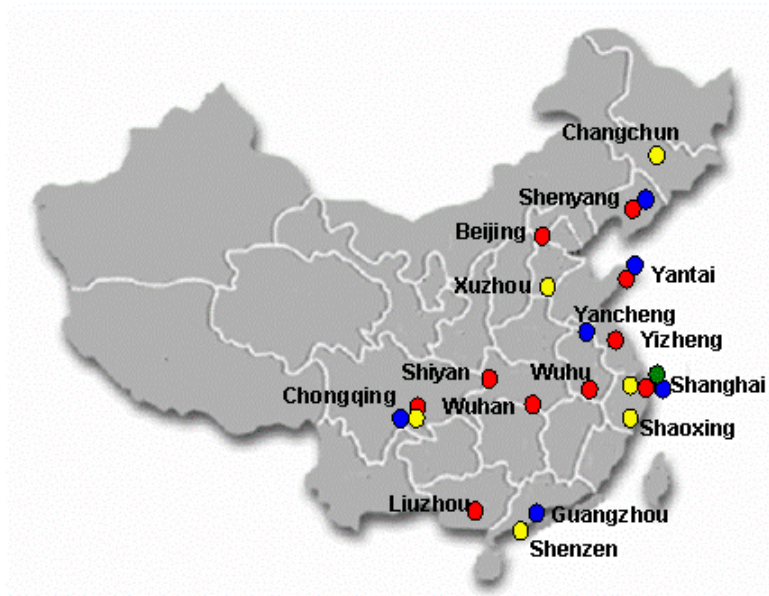 Changchun
Shenyang
Beijing
Yantai
Xuzhou
Yancheng
Yizheng
Shiyan
Wuhu
Shanghai
Chongqing
Wuhan
Shaoxing
Liuzhou
Guangzhou
Shenzen